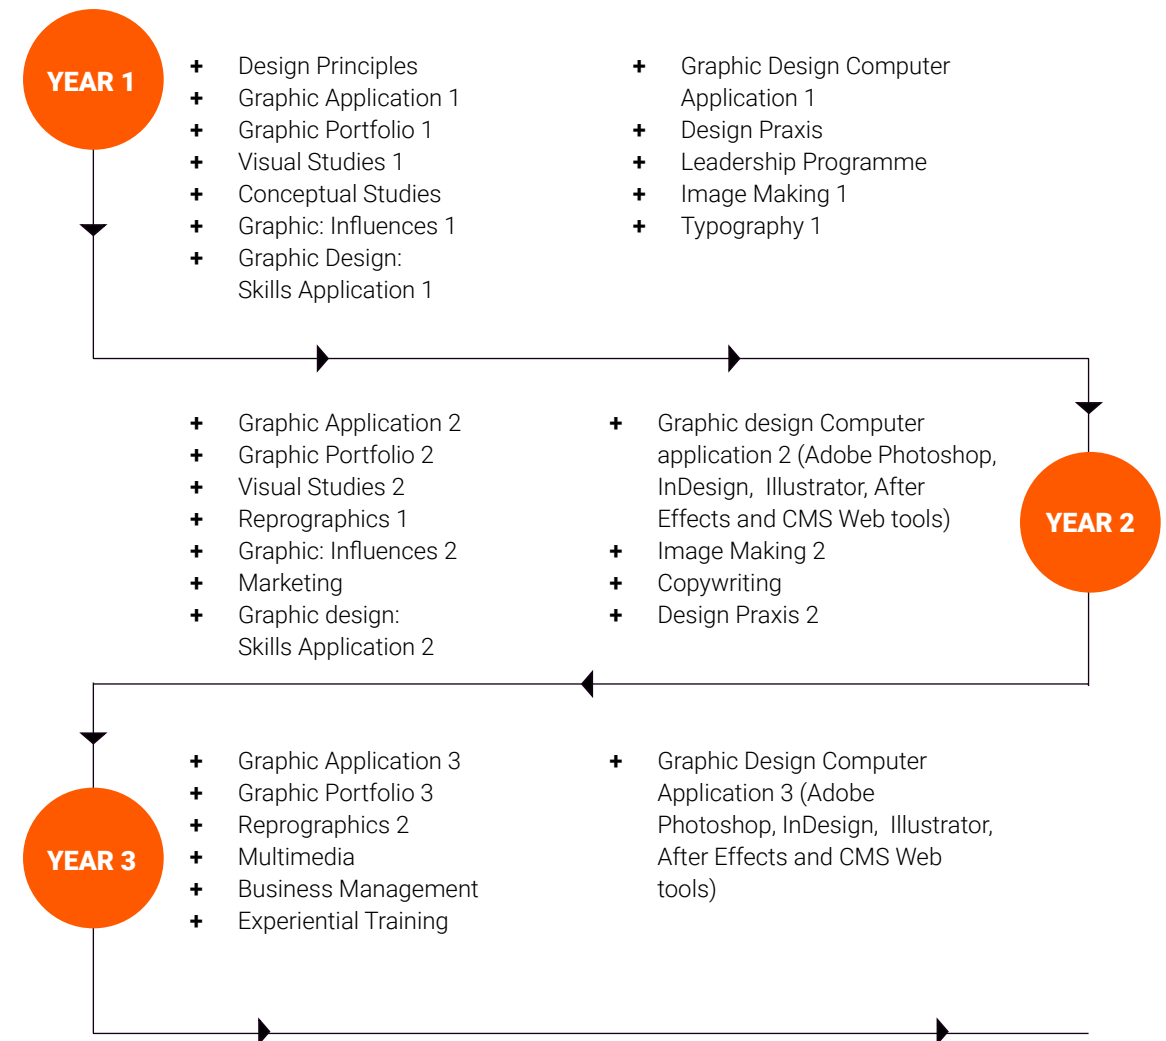 YEAR 1
+ Design Principles
+ Graphic Application 1
+ Graphic Portfolio 1
+ Visual Studies 1
+ Conceptual Studies
+ Graphic: Influences 1
+ Graphic Design:
Skills Application 1
+ Graphic Design Computer
Application 1
+ Design Praxis
+ Leadership Programme
+ Image Making 1
+ Typography 1
+ Graphic Application 2
+ Graphic Portfolio 2
+ Visual Studies 2
+ Reprographics 1
+ Graphic: Influences 2
+ Marketing
+ Graphic design:
Skills Application 2
+ Graphic design Computer
application 2 (Adobe Photoshop,
InDesign, Illustrator, After
Effects and CMS Web tools)
+ Image Making 2
+ Copywriting
+ Design Praxis 2
YEAR 2
YEAR 3
+ Graphic Application 3
+ Graphic Portfolio 3
+ Reprographics 2
+ Multimedia
+ Business Management
+ Experiential Training
+ Graphic Design Computer
Application 3 (Adobe
Photoshop, InDesign, Illustrator,
After Effects and CMS Web
tools)